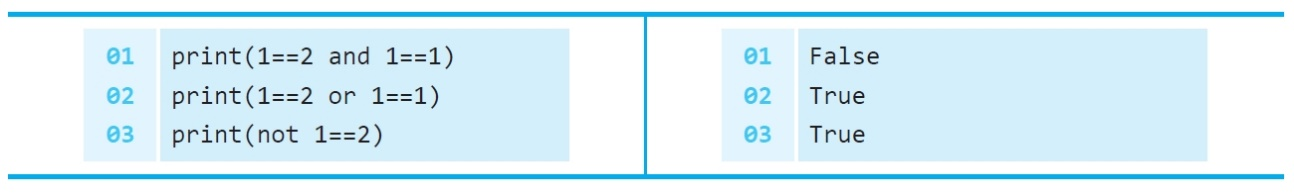 01 print(1==2 and 1==1)
02 print(1==2 or 1==1)
03 print(not 1==2)
01 False
02 True
03 True